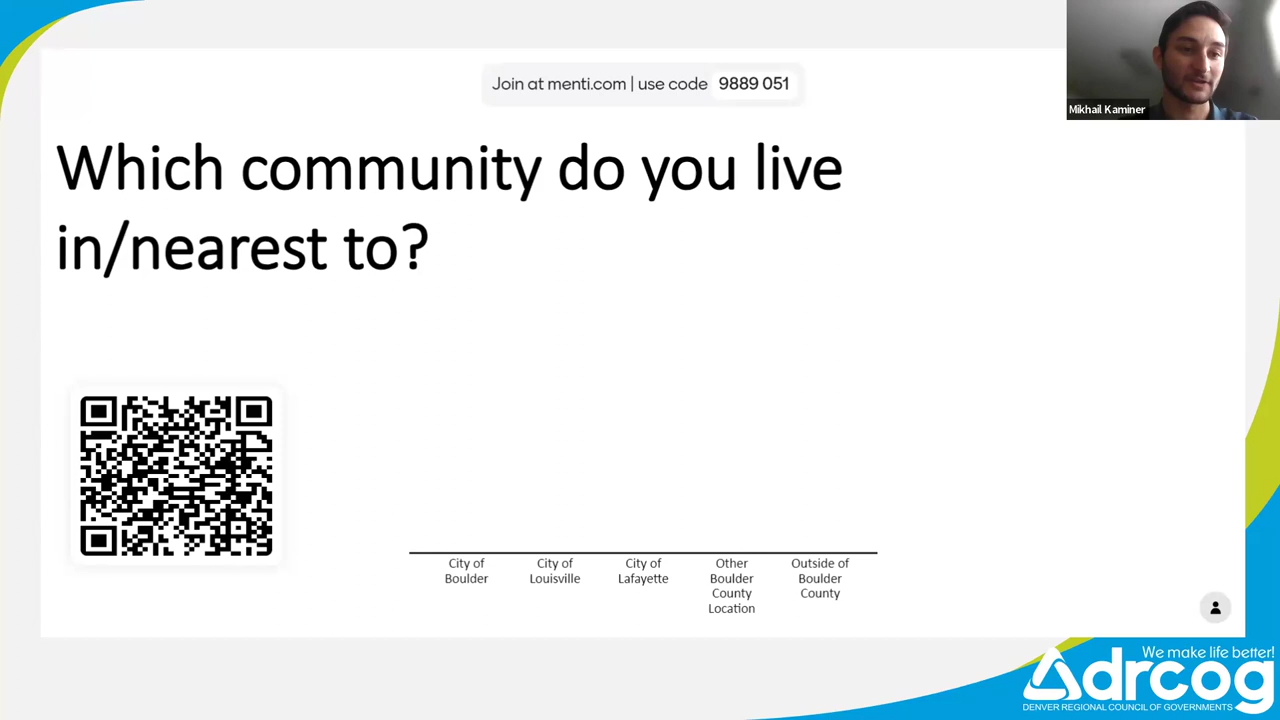 Join at menti.com | use code 9889 051
Mikhail Kaminer
Which community do you live
in/nearest to?
City of
Boulder
City of
Louisville
City of
Lafayette
Other
Boulder
County
Location
Outside of
Boulder
County
We make life better!
drcog
DENVER REGIONAL COUNCIL OF GOVERNMENTS